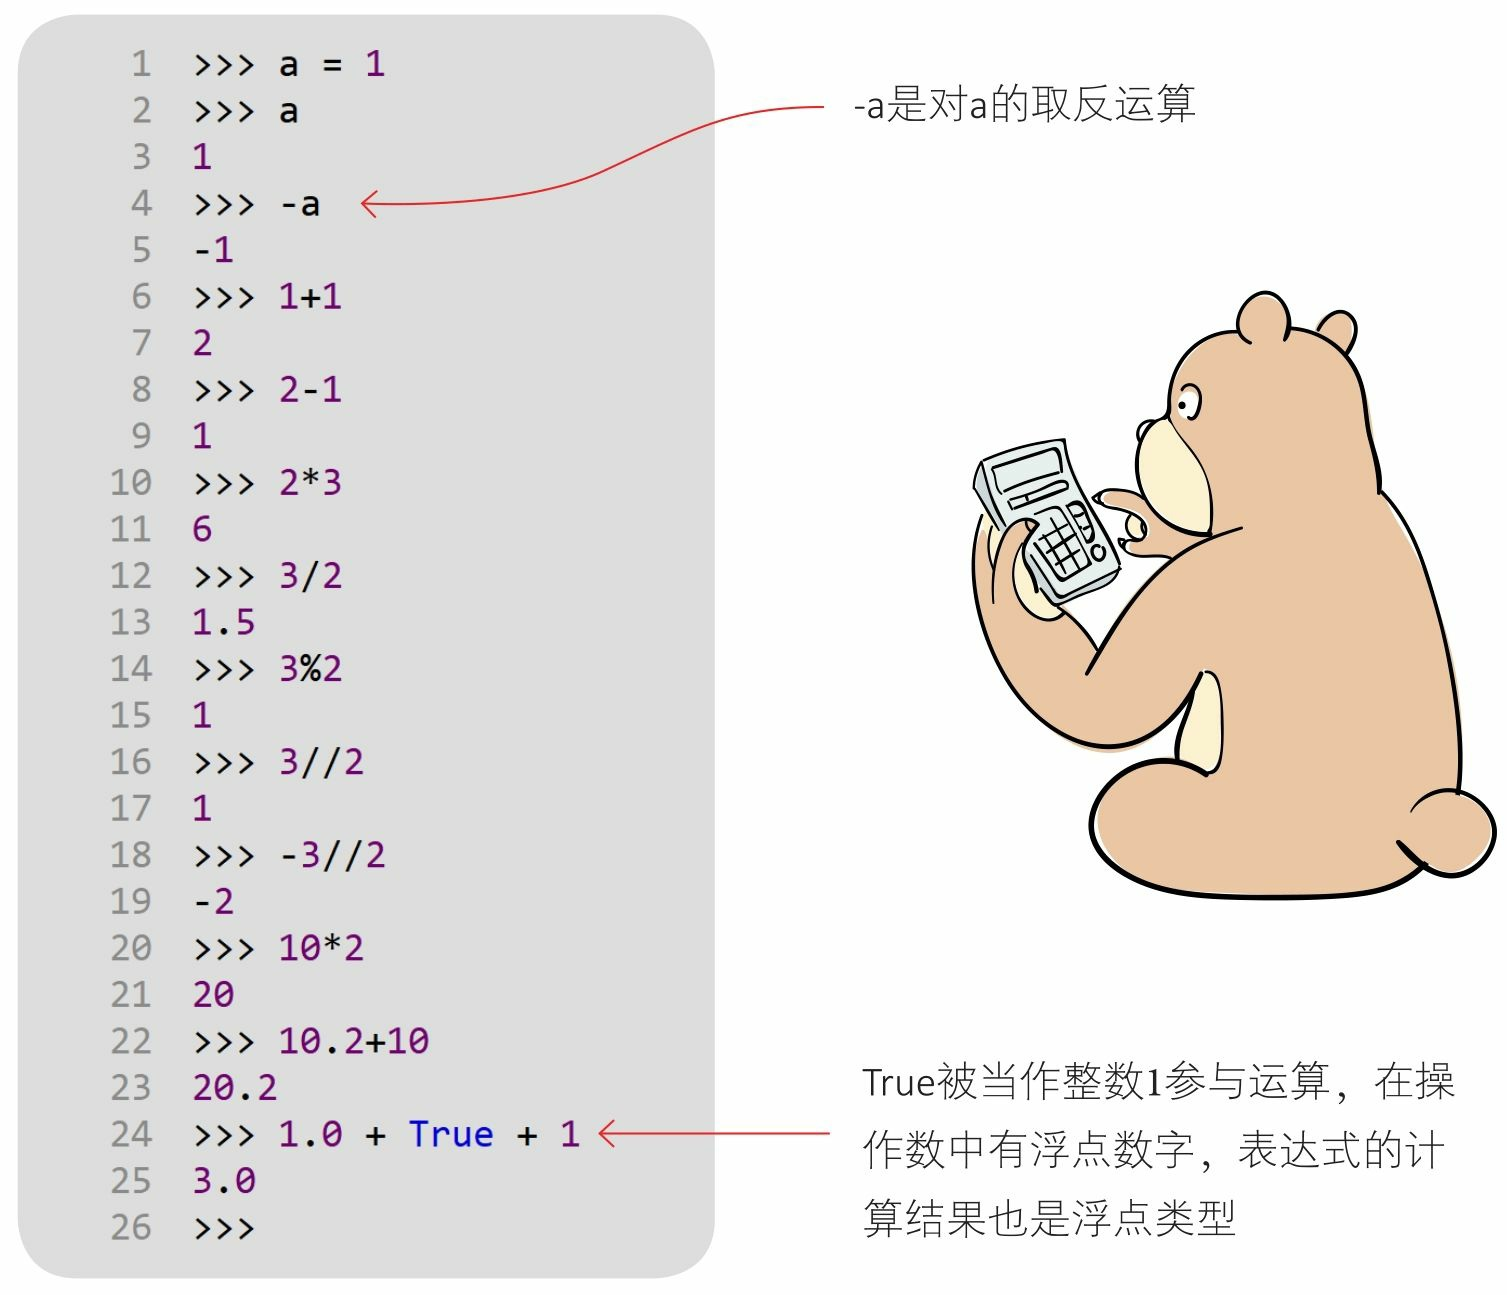 1 >>> a = 1
2 >>> a
3 1
4 >>> -a
5 -1
6 >>> 1+1
7 2
8 >>> 2-1
9 1
10 >>> 2*3
11 6
12 >>> 3/2
13 1.5
14 >>> 3%2
15 1
16 >>> 3//2
17 1
18 >>> -3//2
19 -2
20 >>> 10*2
21 20
22 >>> 10.2+10
23 20.2
24 >>> 1.0 + True + 1
25 3.0
26 >>>
-a是对a的取反运算
True被当作整数1参与运算，在操
作数中有浮点数字，表达式的计
算结果也是浮点类型